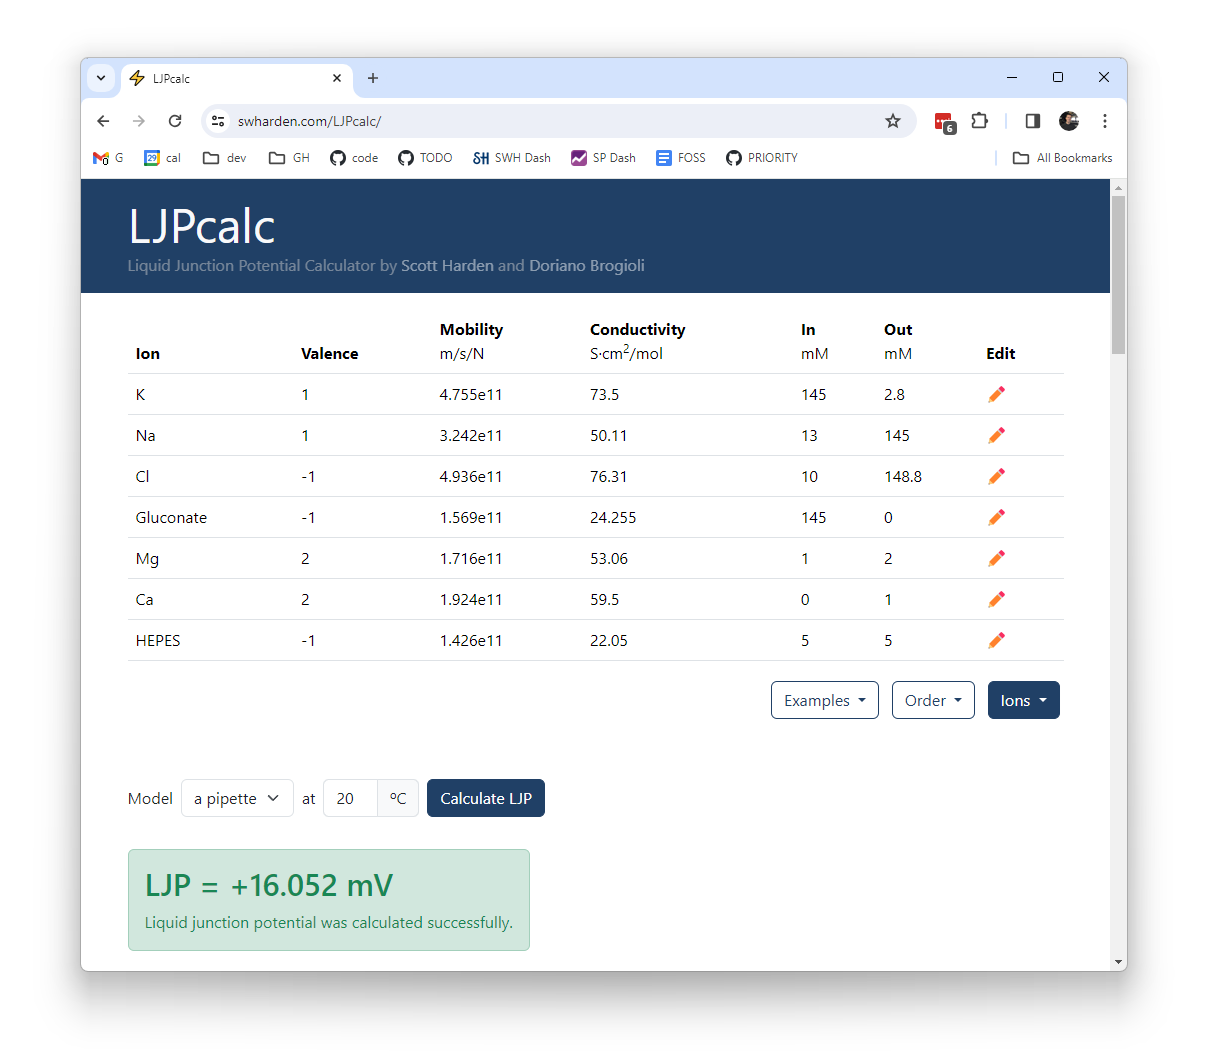 LJPcalc
swharden.com/LJPcalc/
6
0 G 29 cal dev GH code TODO SH SWH Dash SP Dash FOSS PRIORITY All Bookmarks
LJPcalc
Liquid Junction Potential Calculator by Scott Harden and Doriano Brogioli
Mobility Conductivity In Out
Ion Valence m/s/N S·cm²/mol mM mM Edit
K 1 4.755e11 73.5 145 2.8
Na 1 3.242e11 50.11 13 145
Cl -1 4.936e11 76.31 10 148.8
Gluconate -1 1.569e11 24.255 145 0
Mg 2 1.716e11 53.06 1 2
Ca 2 1.924e11 59.5 0 1
HEPES -1 1.426e11 22.05 5 5
Examples Order Ions
Model a pipette at 20 ºC Calculate LJP
LJP = +16.052 mV
Liquid junction potential was calculated successfully.